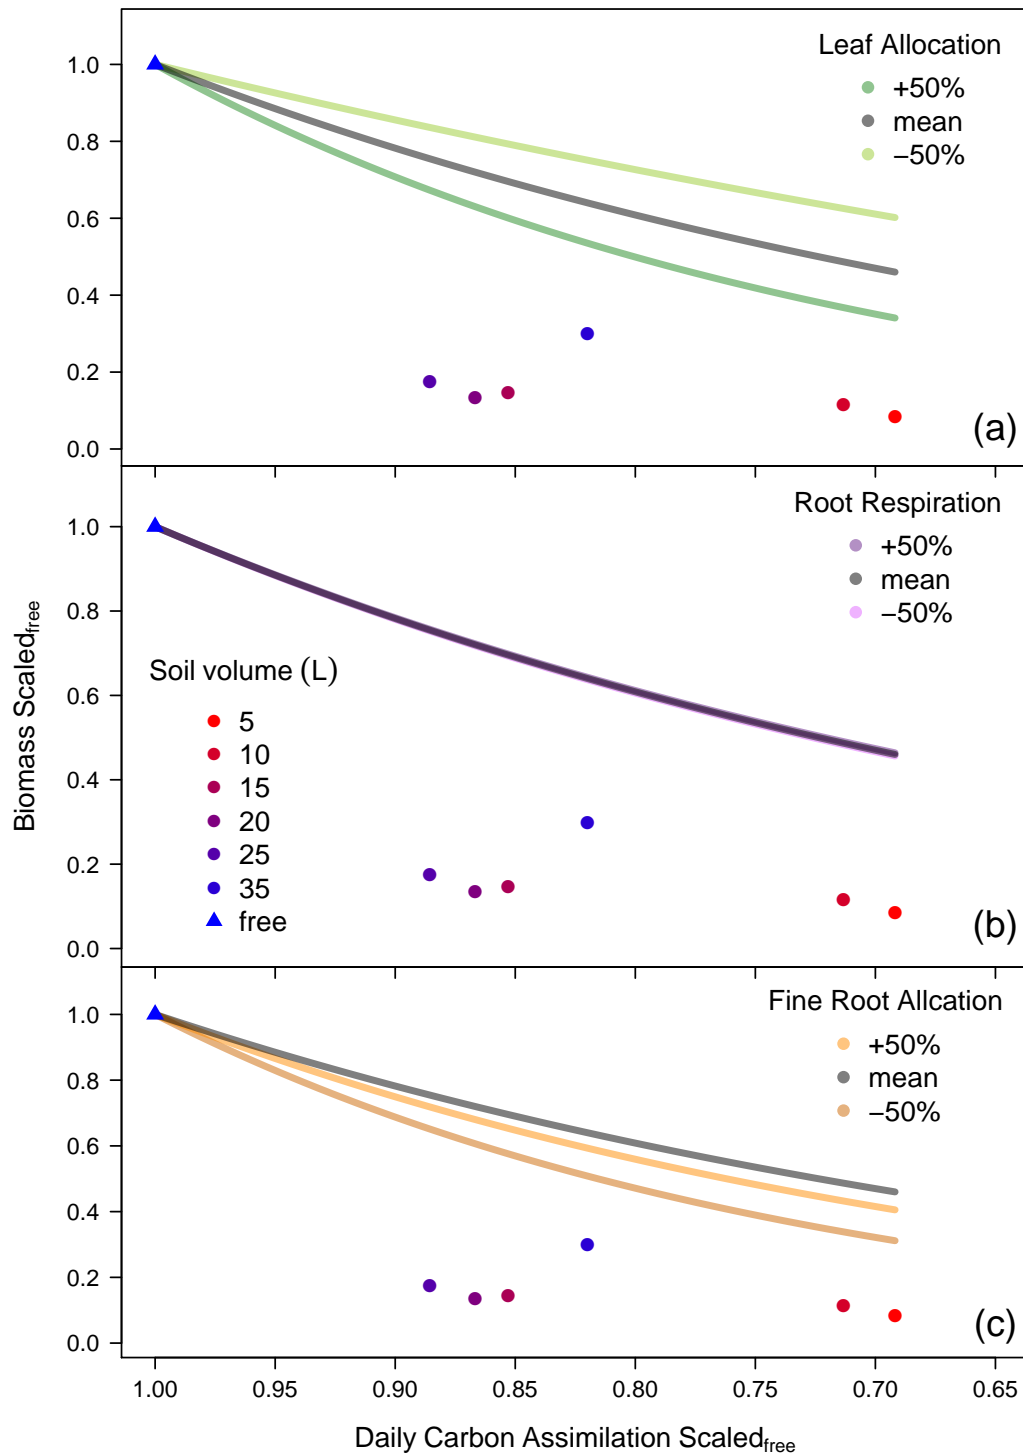 Leaf Allocation
+50%
mean
−50%
1.0
0.8
0.6
0.4
0.2
0.0
(a)
Root Respiration
+50%
mean
−50%
1.0
0.8
0.6
0.4
0.2
0.0
Soil volume (L)
5
10
15
20
25
35
free
(b)
Biomass Scaledfree
Fine Root Allcation
+50%
mean
−50%
1.0
0.8
0.6
0.4
0.2
0.0
(c)
1.00 0.95 0.90 0.85 0.80 0.75 0.70 0.65
Daily Carbon Assimilation Scaledfree